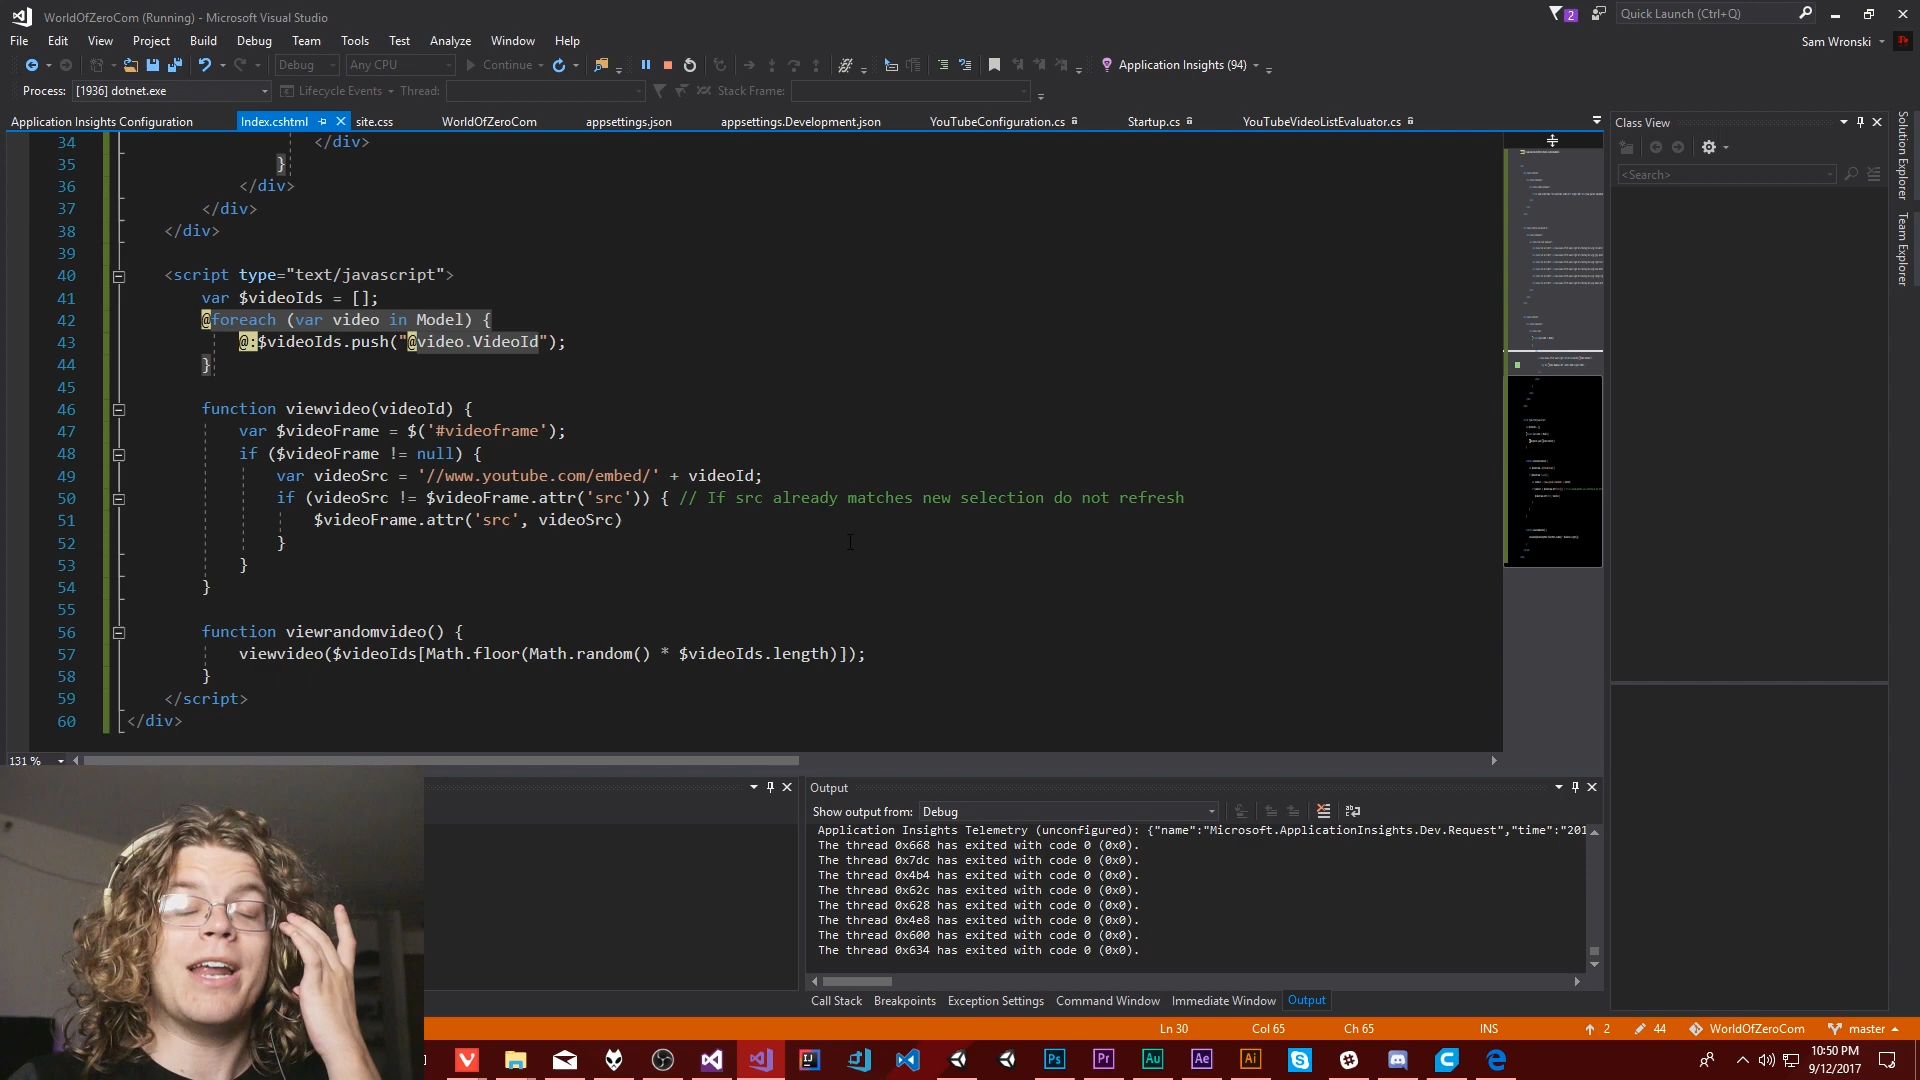 WorldOfZeroCom (Running) - Microsoft Visual Studio
2
Quick Launch (Ctrl+Q)
File Edit View Project Build Debug Team Tools Test Analyze Window Help
Sam Wronski
Debug Any CPU Continue Application Insights (94)
Process: [1936] dotnet.exe Lifecycle Events Thread: Stack Frame:
Application Insights Configuration Index.cshtml site.css WorldOfZeroCom appsettings.json appsettings.Development.json YouTubeConfiguration.cs Startup.cs YouTubeVideoListEvaluator.cs
Class View
<Search>
Solution Explorer
Team Explorer
34 </div>
35 }
36 </div>
37 </div>
38 </div>
39
40 <script type="text/javascript">
41 var $videoIds = [];
42 @foreach (var video in Model) {
43 @:$videoIds.push("@video.VideoId");
44 }
45
46 function viewvideo(videoId) {
47 var $videoFrame = $('#videoframe');
48 if ($videoFrame != null) {
49 var videoSrc = '//www.youtube.com/embed/' + videoId;
50 if (videoSrc != $videoFrame.attr('src')) { // If src already matches new selection do not refresh
51 $videoFrame.attr('src', videoSrc)
52 }
53 }
54 }
55
56 function viewrandomvideo() {
57 viewvideo($videoIds[Math.floor(Math.random() * $videoIds.length)]);
58 }
59 </script>
60 </div>
131 %
Output
Show output from: Debug
Application Insights Telemetry (unconfigured): {"name":"Microsoft.ApplicationInsights.Dev.Request","time":"201
The thread 0x668 has exited with code 0 (0x0).
The thread 0x7dc has exited with code 0 (0x0).
The thread 0x4b4 has exited with code 0 (0x0).
The thread 0x62c has exited with code 0 (0x0).
The thread 0x628 has exited with code 0 (0x0).
The thread 0x4e8 has exited with code 0 (0x0).
The thread 0x600 has exited with code 0 (0x0).
The thread 0x634 has exited with code 0 (0x0).
Call Stack Breakpoints Exception Settings Command Window Immediate Window Output
Ln 30 Col 65 Ch 65 INS 2 44 WorldOfZeroCom master
Ps Pr Au Ae Ai
10:50 PM
9/12/2017